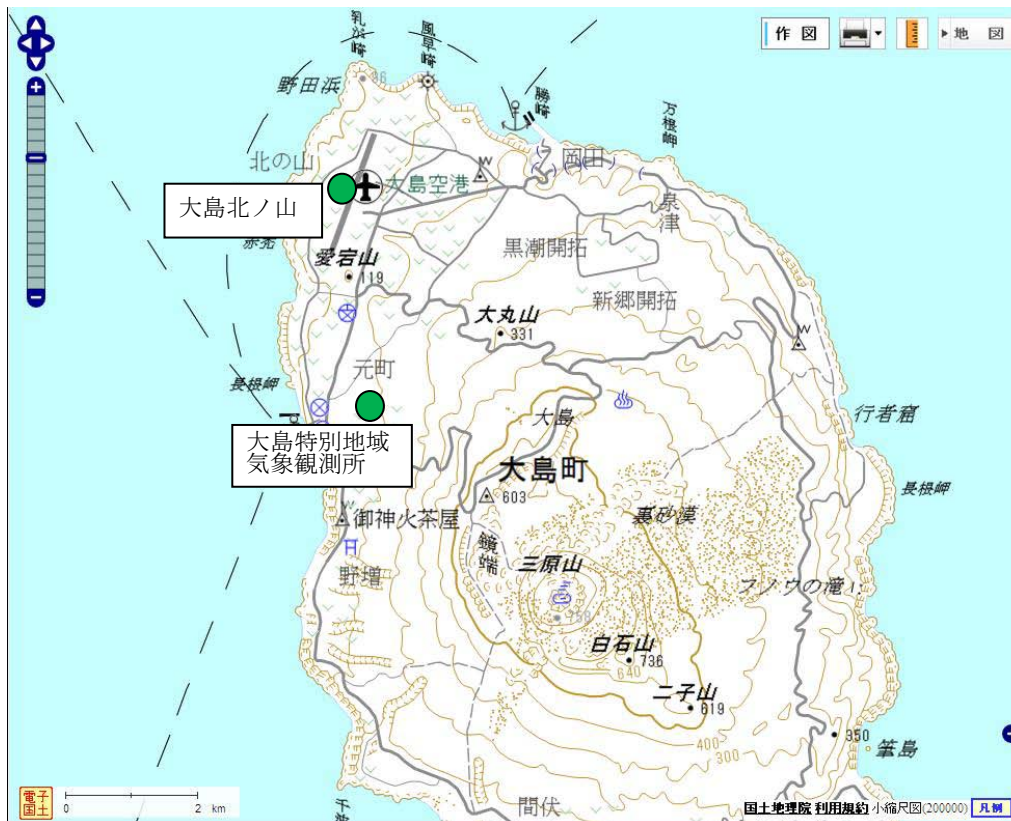 乳が崎
風早崎
作図
地図
野田浜
96
勝崎
万根岬
北の山
岡田
W
大島空港
大島北ノ山
泉津
愛宕山
119
黒潮開拓
新郷開拓
大丸山
331
W
元町
長根岬
大島
行者窟
大島特別地域
気象観測所
大島町
長根岬
603
裏砂漠
御神火茶屋
鏡端
野増
三原山
758
白石山
736
640
二子山
619
400
300
350
筆島
電子
国土
0
2
km
間伏
国土地理院 利用規約 小縮尺図(200000)
凡例